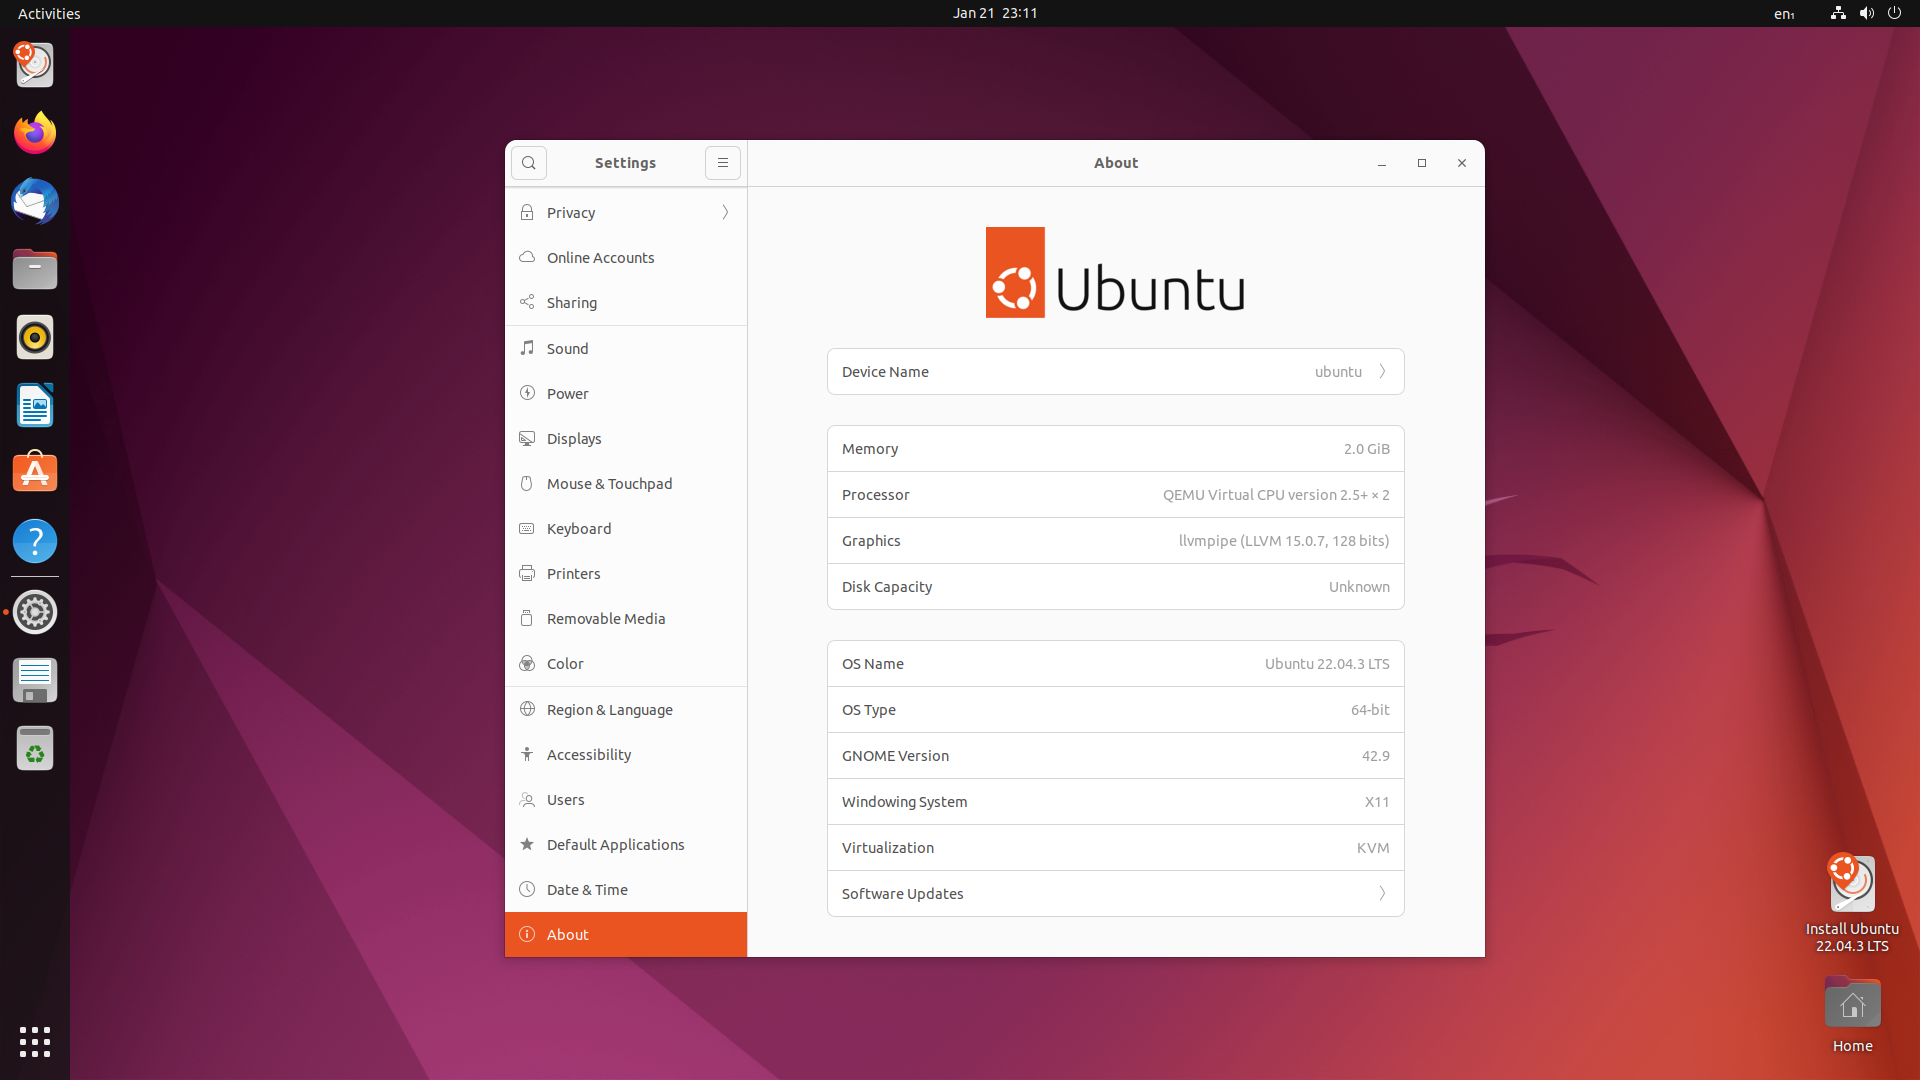 Activities
Jan 21 23:11
en₁
Settings
About
Privacy
Online Accounts
Sharing
Sound
Power
Displays
Mouse & Touchpad
Keyboard
Printers
Removable Media
Color
Region & Language
Accessibility
Users
Default Applications
Date & Time
About
Ubuntu
Device Name ubuntu
Memory 2.0 GiB
Processor QEMU Virtual CPU version 2.5+ × 2
Graphics llvmpipe (LLVM 15.0.7, 128 bits)
Disk Capacity Unknown
OS Name Ubuntu 22.04.3 LTS
OS Type 64-bit
GNOME Version 42.9
Windowing System X11
Virtualization KVM
Software Updates
Install Ubuntu
22.04.3 LTS
Home